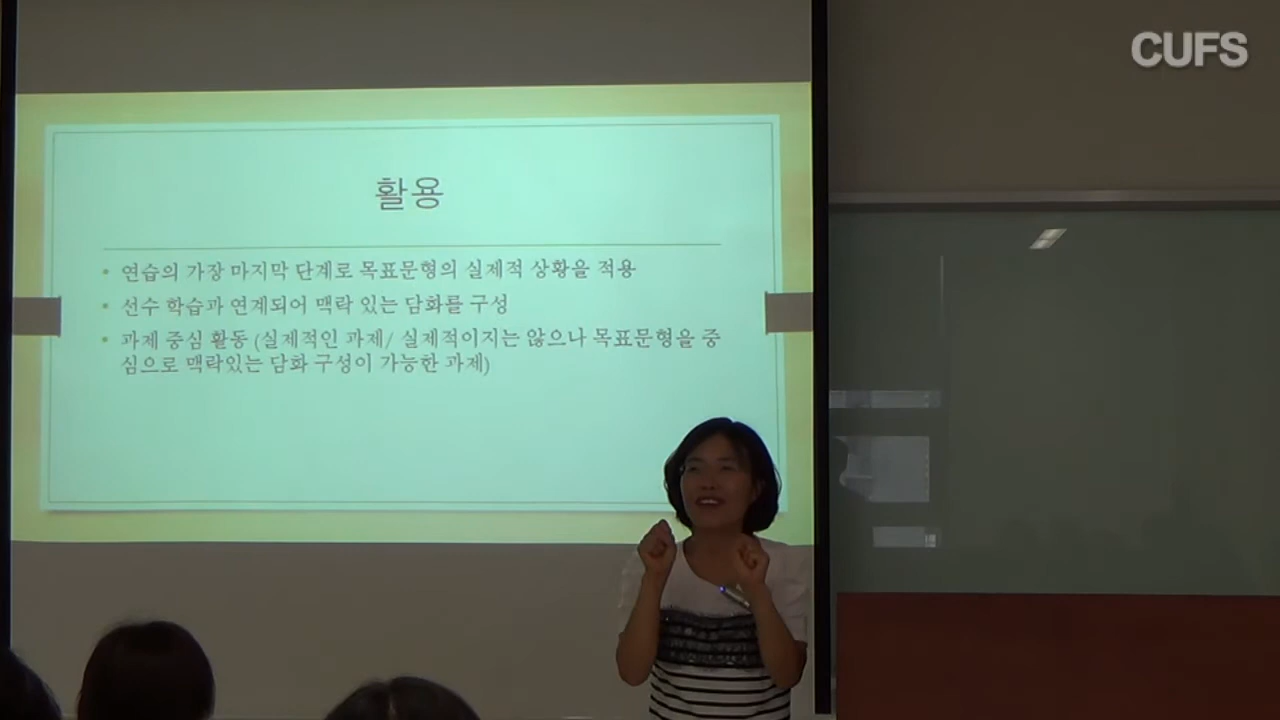 CUFS
활용
연습의 가장 마지막 단계로 목표문형의 실제적 상황을 적용
선수 학습과 연계되어 맥락 있는 담화를 구성
과제 중심 활동 (실제적인 과제/ 실제적이지는 않으나 목표문형을 중
심으로 맥락있는 담화 구성이 가능한 과제)